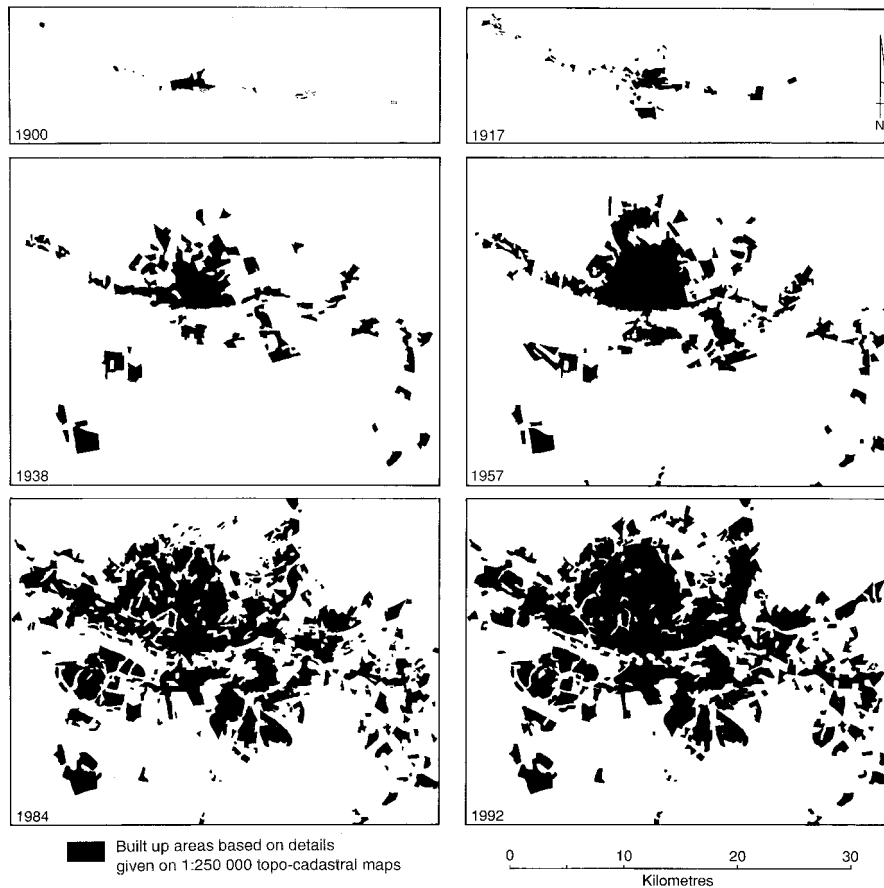 1900
1917
N
1938
1957
1984
1992
Built up areas based on details
given on 1:250 000 topo-cadastral maps
0 10 20 30
Kilometres